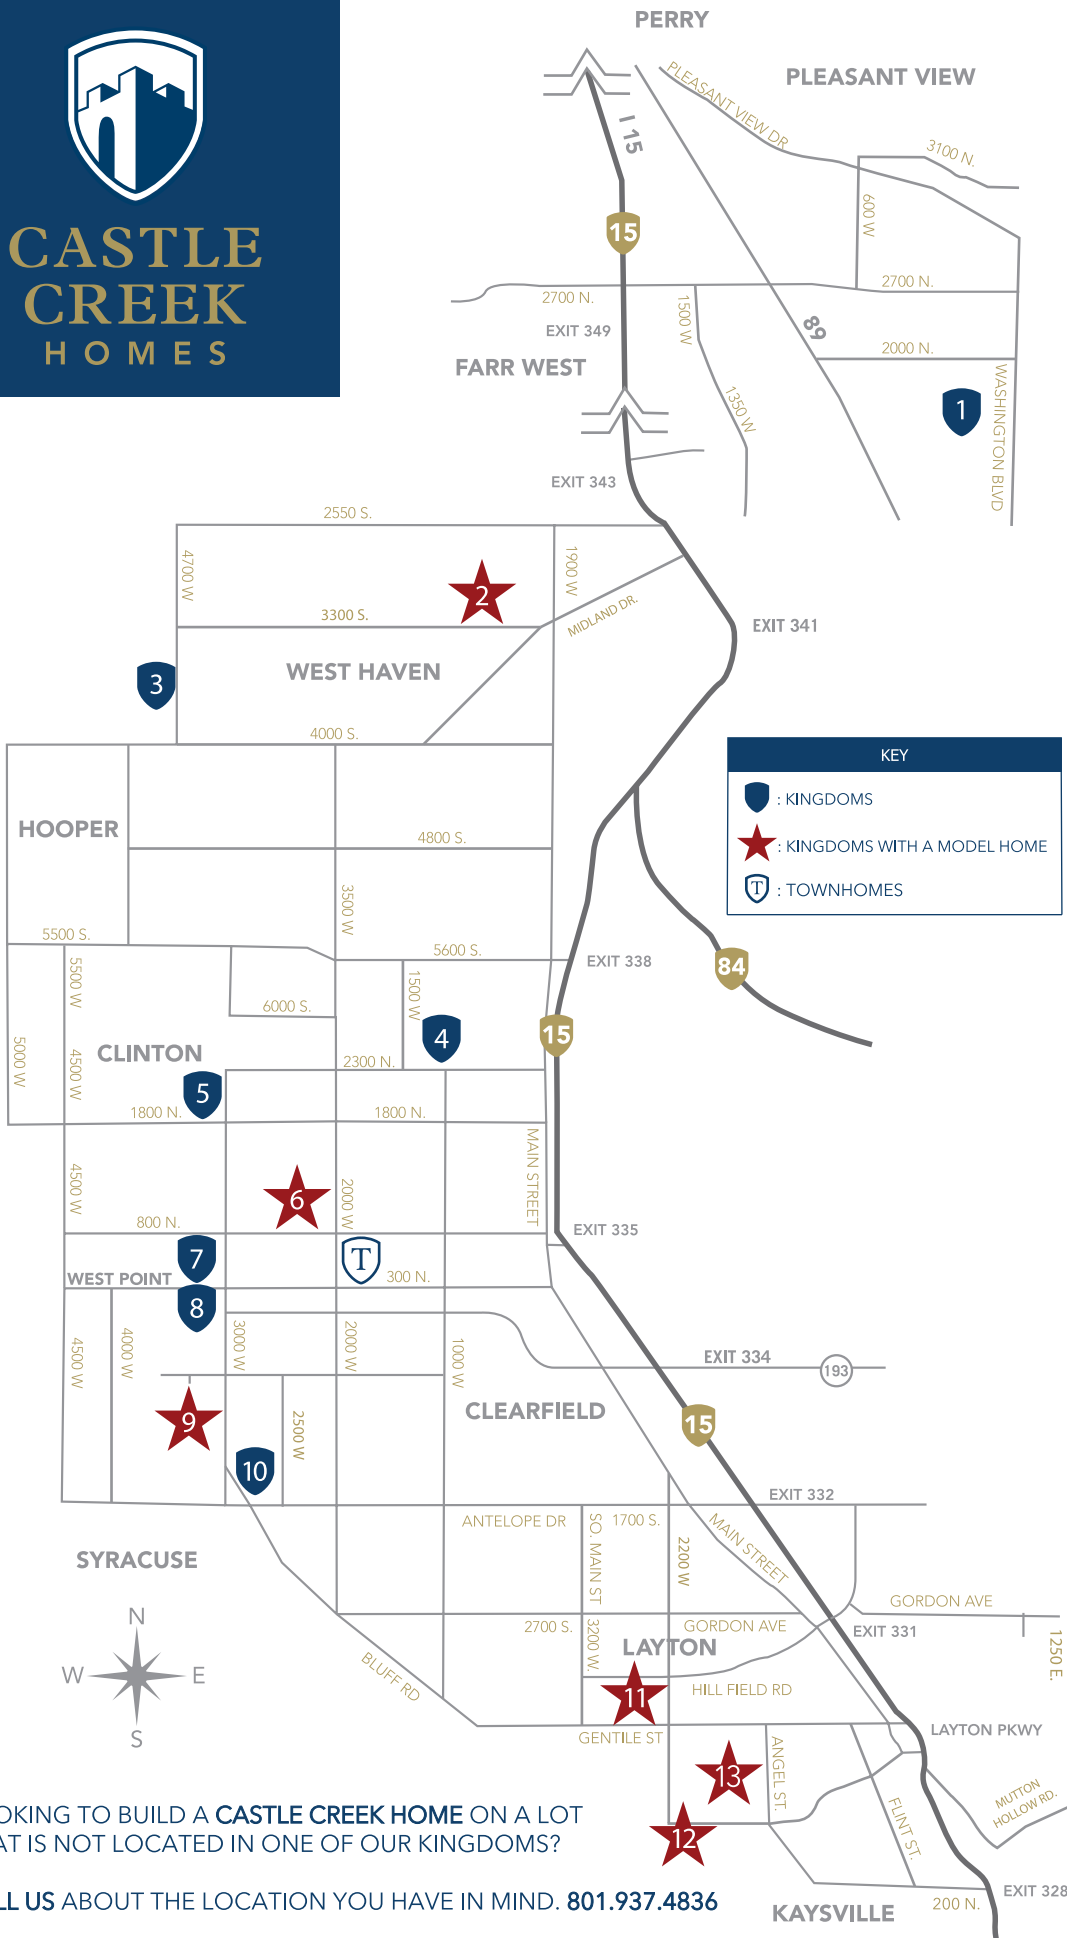 CASTLE
CREEK
HOMES
PERRY
PLEASANT VIEW
PLEASANT VIEW DR
3100 N.
I 15
600 W
15
2700 N.
2700 N.
1500 W
EXIT 349
89
2000 N.
FARR WEST
1350 W
WASHINGTON BLVD
1
EXIT 343
2550 S.
4700 W
1900 W
2
3300 S.
MIDLAND DR.
EXIT 341
WEST HAVEN
3
4000 S.
KEY
: KINGDOMS
: KINGDOMS WITH A MODEL HOME
T : TOWNHOMES
HOOPER
4800 S.
3500 W
5500 S.
5600 S.
EXIT 338
84
5500 W
1500 W
6000 S.
4
15
5000 W
4500 W
CLINTON
2300 N.
5
1800 N.
1800 N.
MAIN STREET
4500 W
6
2000 W
800 N.
EXIT 335
7
T
WEST POINT
300 N.
8
4500 W
4000 W
3000 W
2000 W
1000 W
EXIT 334
193
9
2500 W
CLEARFIELD
15
10
EXIT 332
ANTELOPE DR
SO. MAIN ST
1700 S.
2200 W
MAIN STREET
SYRACUSE
GORDON AVE
N
W
E
S
2700 S.
3200 W.
GORDON AVE
EXIT 331
1250 E.
LAYTON
BLUFF RD
11
HILL FIELD RD
GENTILE ST
LAYTON PKWY
13
ANGEL ST.
FLINT ST.
MUTTON
HOLLOW RD.
12
OKING TO BUILD A CASTLE CREEK HOME ON A LOT
AT IS NOT LOCATED IN ONE OF OUR KINGDOMS?
LL US ABOUT THE LOCATION YOU HAVE IN MIND. 801.937.4836
EXIT 328
200 N.
KAYSVILLE